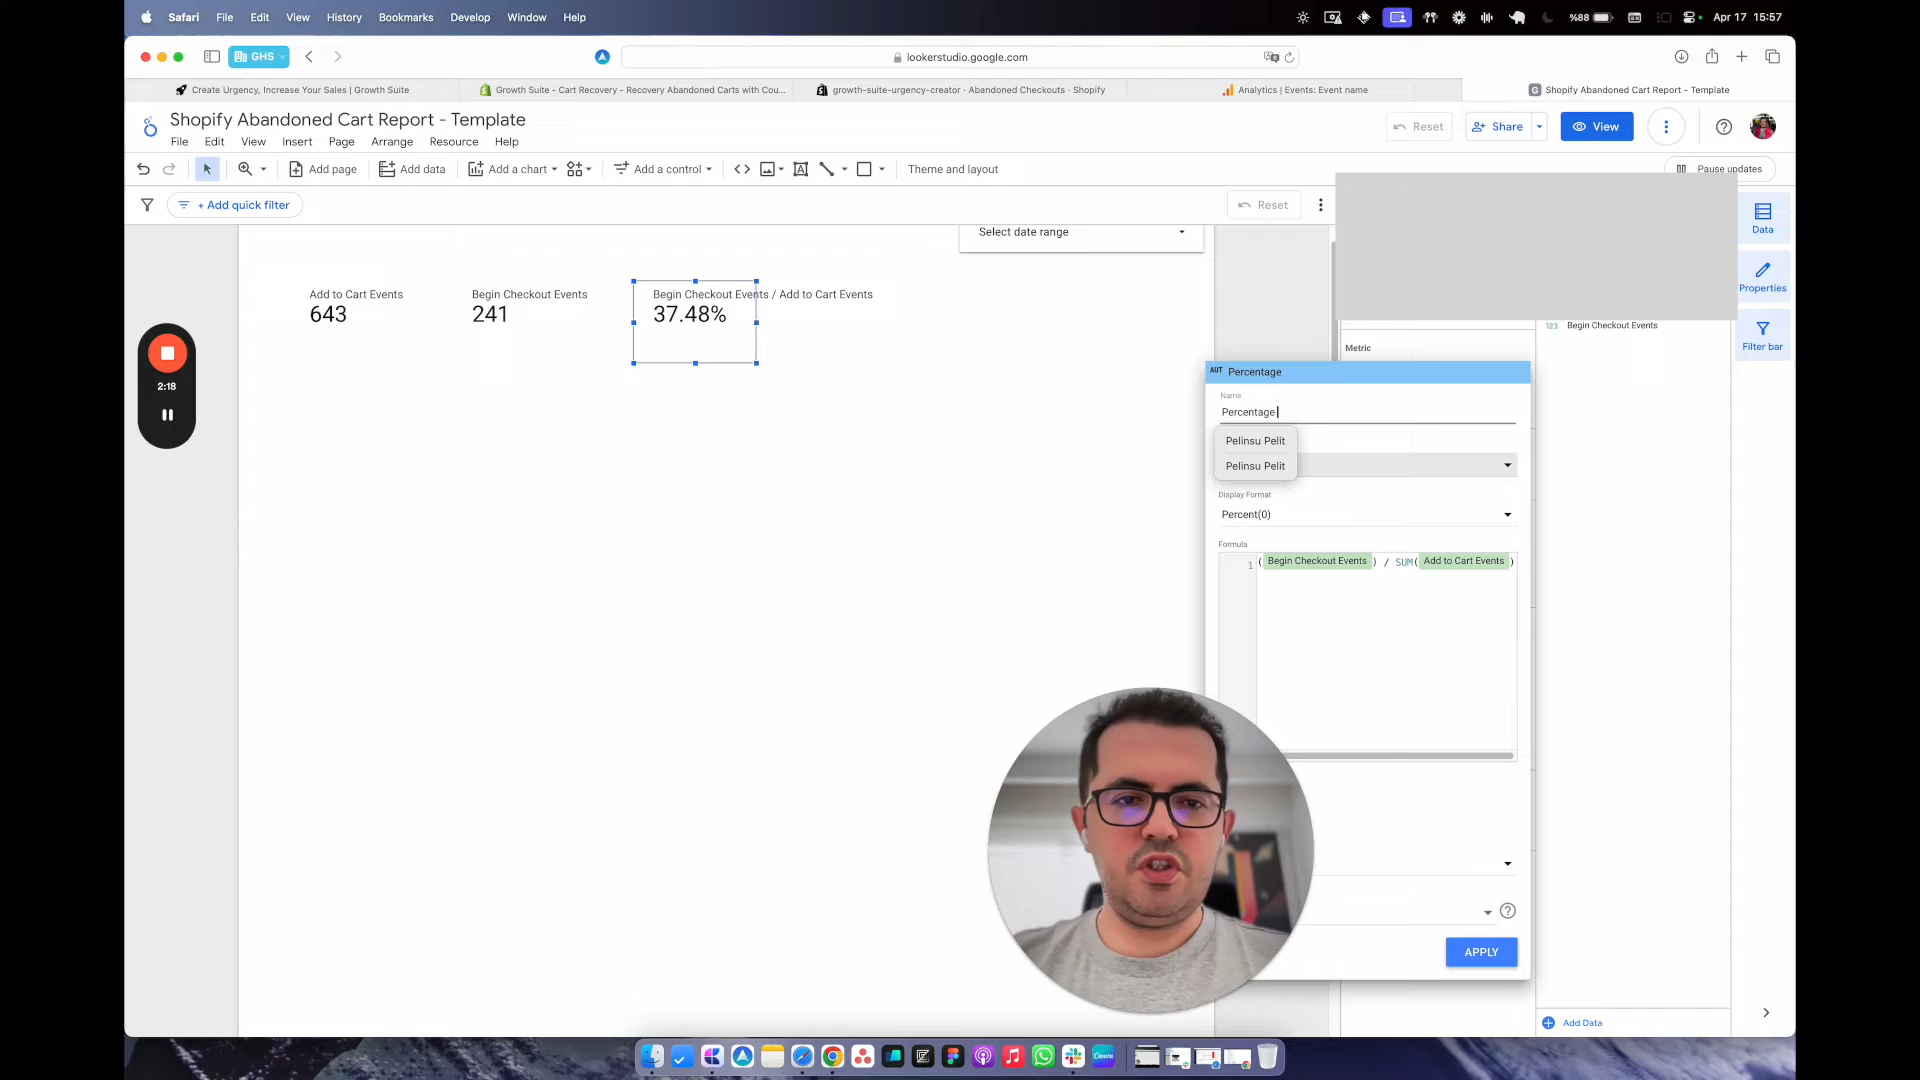 Safari File Edit View History Bookmarks Develop Window Help
%88 Apr 17 15:57
GHS
lookerstudio.google.com
Create Urgency, Increase Your Sales | Growth Suite
Growth Suite - Cart Recovery - Recovery Abandoned Carts with Cou...
growth-suite-urgency-creator · Abandoned Checkouts · Shopify
Analytics | Events: Event name
Shopify Abandoned Cart Report - Template
Shopify Abandoned Cart Report - Template
Reset
Share
View
File Edit View Insert Page Arrange Resource Help
Add page
Add data
Add a chart
Add a control
Theme and layout
Pause updates
+ Add quick filter
Reset
Data
Properties
Filter bar
Select date range
Add to Cart Events
643
Begin Checkout Events
241
Begin Checkout Events / Add to Cart Events
37.48%
2:18
123 Begin Checkout Events
Metric
AUT Percentage
Name
Percentage
Pelinsu Pelit
Pelinsu Pelit
Display Format
Percent(0)
Formula
1 ( Begin Checkout Events ) / SUM( Add to Cart Events )
APPLY
Add Data
Canva